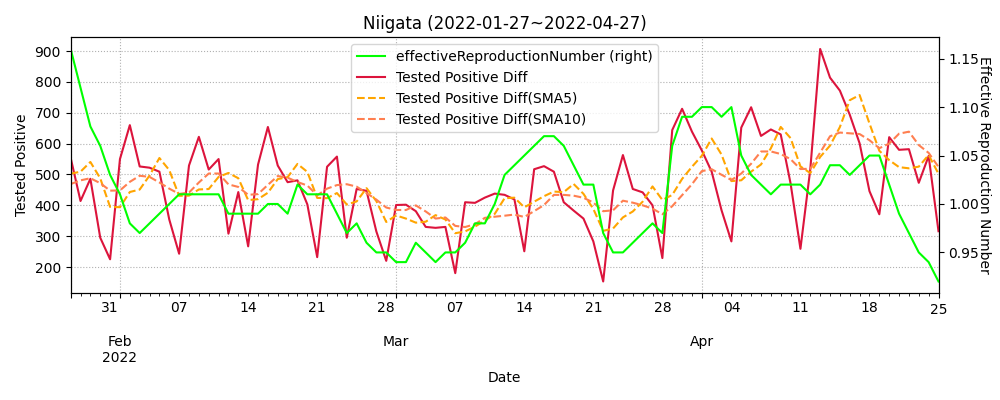 Niigata (2022-01-27~2022-04-27)
effectiveReproductionNumber (right)
Tested Positive Diff
Tested Positive Diff(SMA5)
Tested Positive Diff(SMA10)
Tested Positive
900
800
700
600
500
400
300
200
1.15
1.10
1.05
1.00
0.95
Effective Reproduction Number
31 07 14 21 28 07 14 21 28 04 11 18 25
Feb Mar Apr
2022
Date